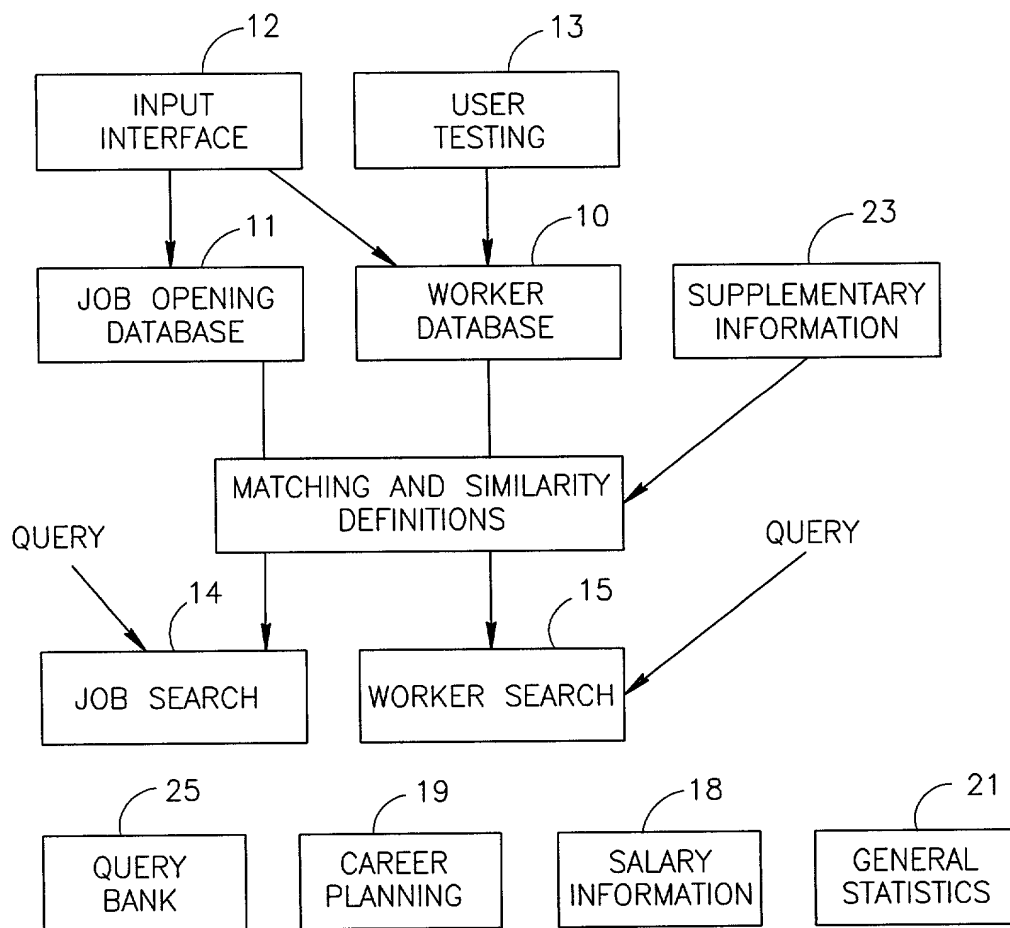 12
13
INPUT
INTERFACE
USER
TESTING
11
10
23
JOB OPENING
DATABASE
WORKER
DATABASE
SUPPLEMENTARY
INFORMATION
MATCHING AND SIMILARITY
DEFINITIONS
QUERY
QUERY
14
15
JOB SEARCH
WORKER SEARCH
25
19
18
21
QUERY
BANK
CAREER
PLANNING
SALARY
INFORMATION
GENERAL
STATISTICS